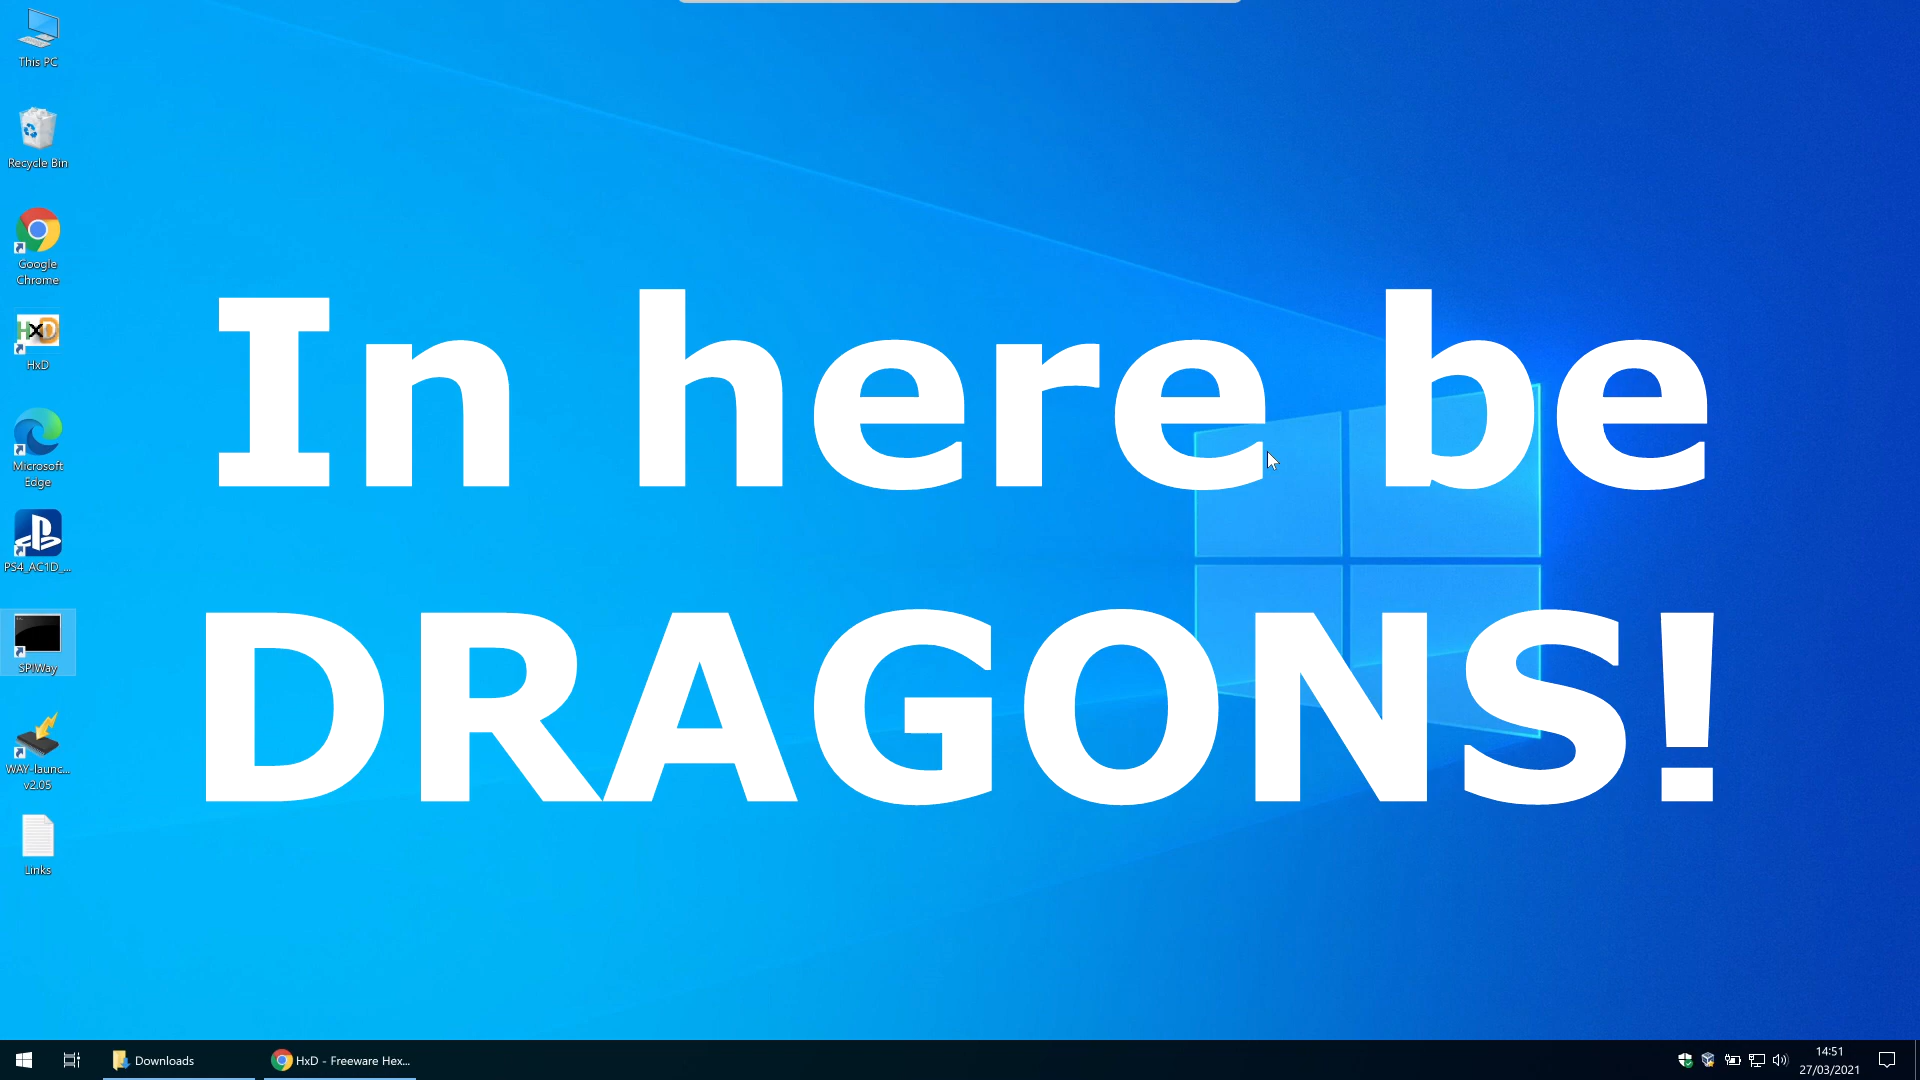 This PC
Recycle Bin
Google
Chrome
HxD
HxD
Microsoft
Edge
PS4_AC1D_...
SPIWay
WAY-launc...
v2.05
Links
In here be
DRAGONS!
Downloads
HxD - Freeware Hex...
14:51
27/03/2021